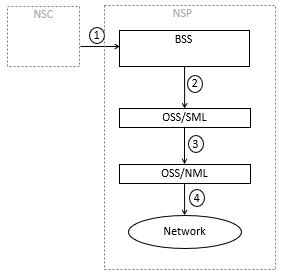 NSC
NSP
1
BSS
2
OSS/SML
3
OSS/NML
4
Network